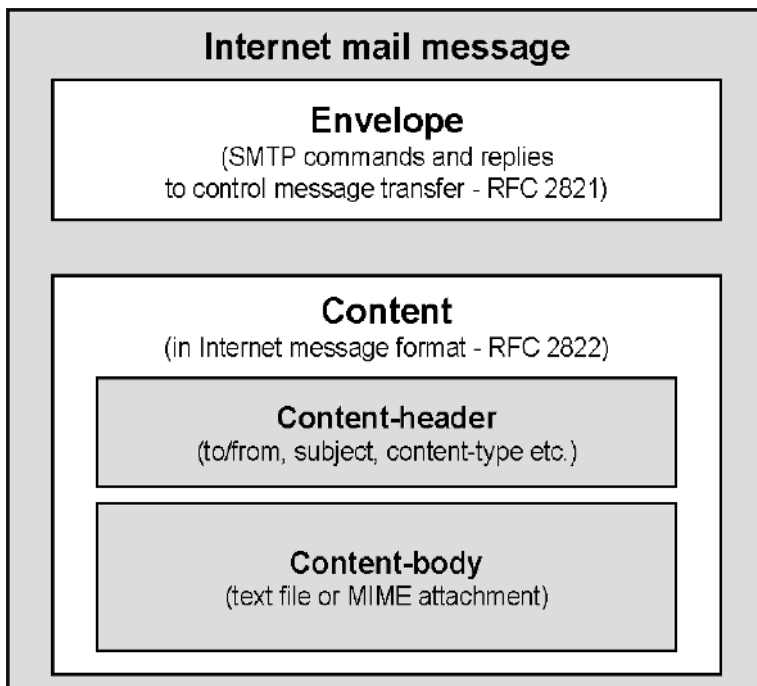 Internet mail message
Envelope
(SMTP commands and replies
to control message transfer - RFC 2821)
Content
(in Internet message format - RFC 2822)
Content-header
(to/from, subject, content-type etc.)
Content-body
(text file or MIME attachment)